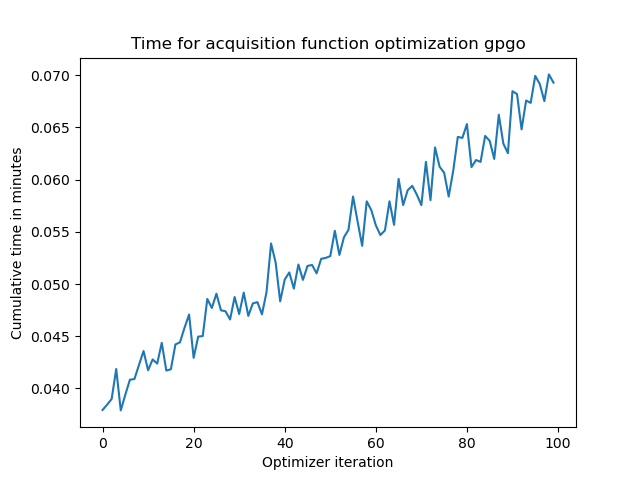 Time for acquisition function optimization gpgo
0.070
0.065
0.060
0.055
0.050
0.045
0.040
Cumulative time in minutes
0 20 40 60 80 100
Optimizer iteration